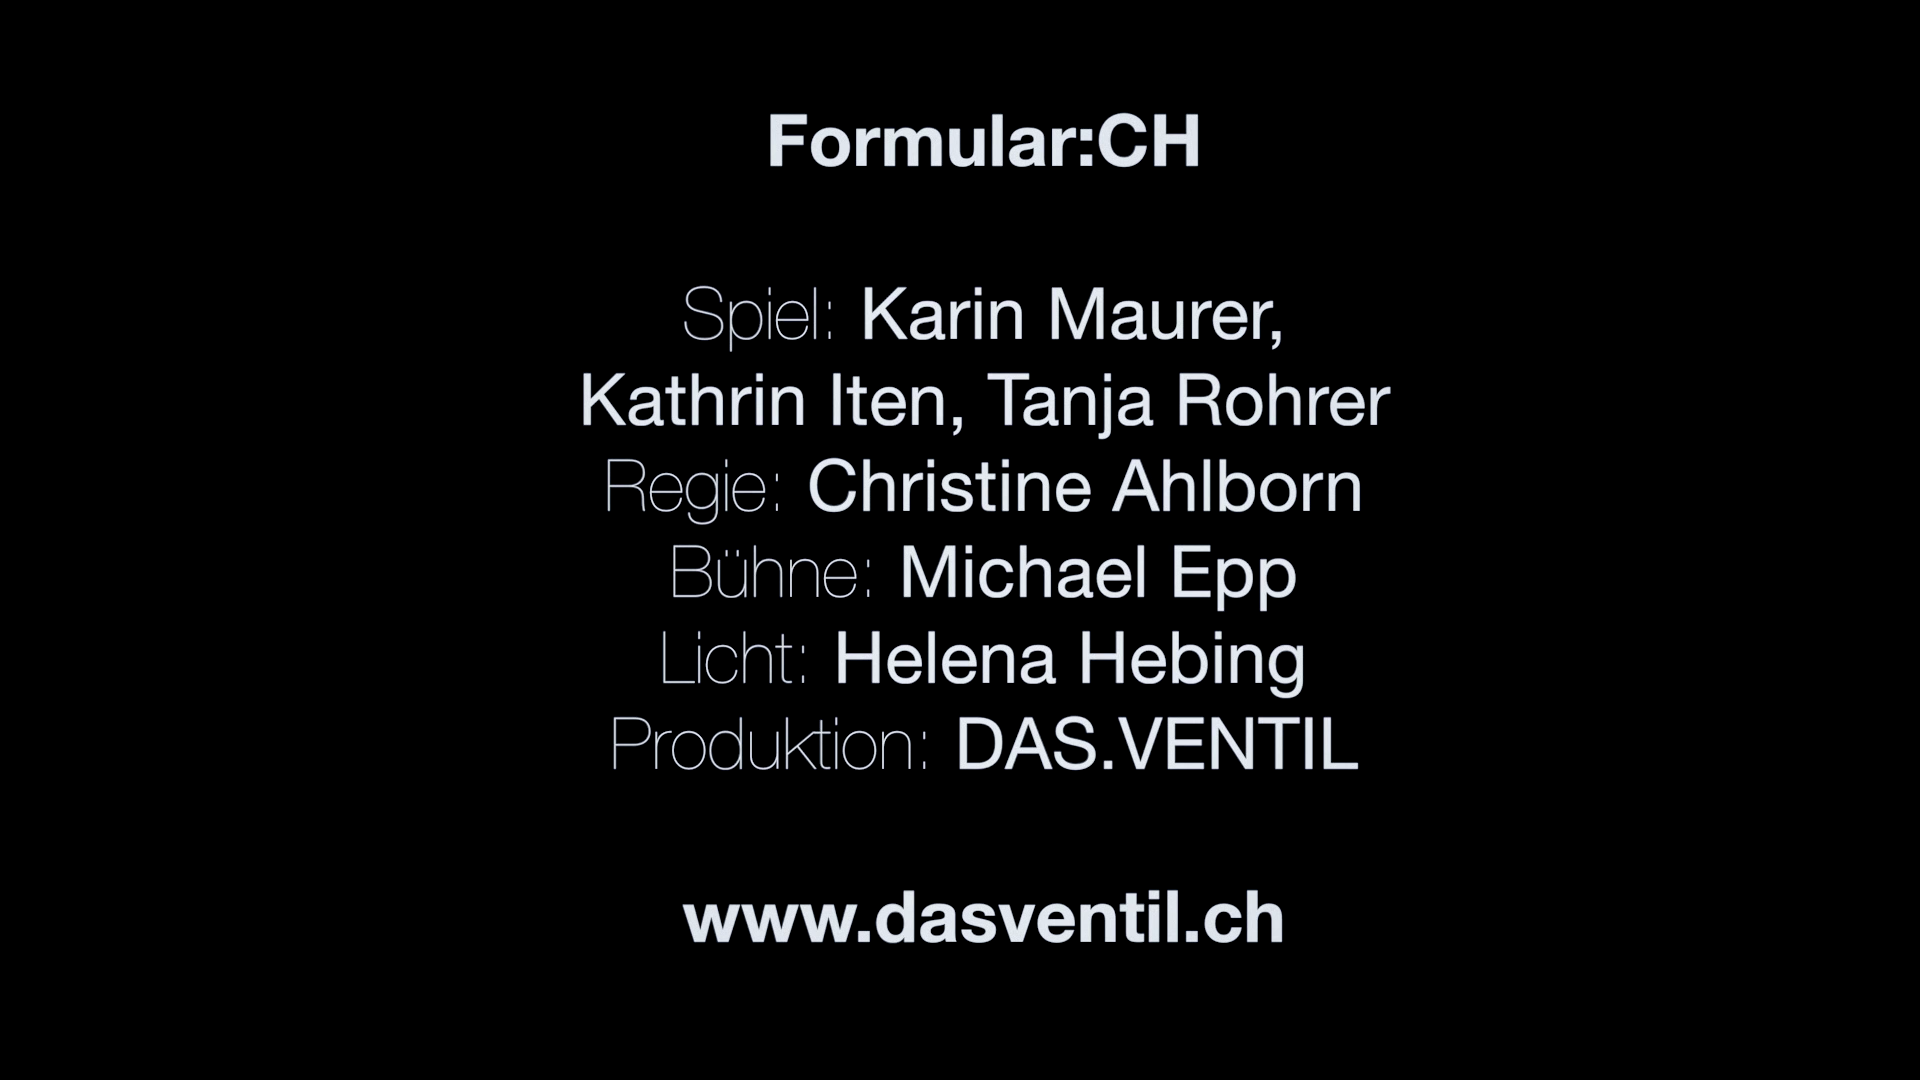 Formular:CH
Spiel: Karin Maurer,
Kathrin Iten, Tanja Rohrer
Regie: Christine Ahlborn
Bühne: Michael Epp
Licht: Helena Hebing
Produktion: DAS.VENTIL
www.dasventil.ch